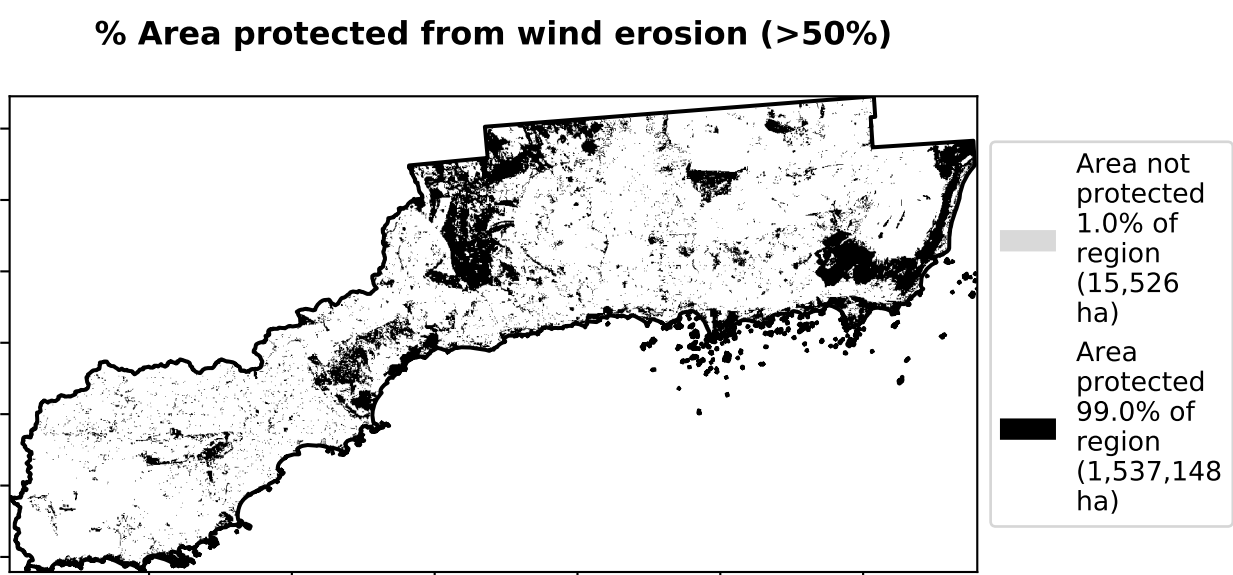 % Area protected from wind erosion (>50%)
Area not
protected
1.0% of
region
(15,526
ha)
Area
protected
99.0% of
region
(1,537,148
ha)